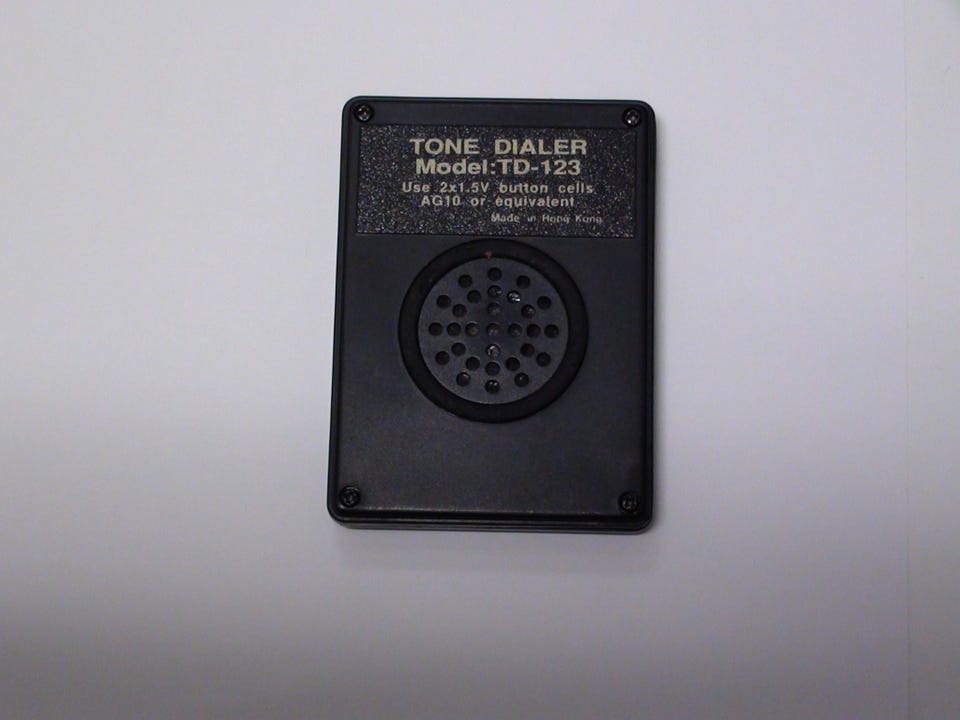 TONE DIALER
Model:TD-123
Use 2x1.5V button cells
AG10 or equivalent
Made in Hong Kong